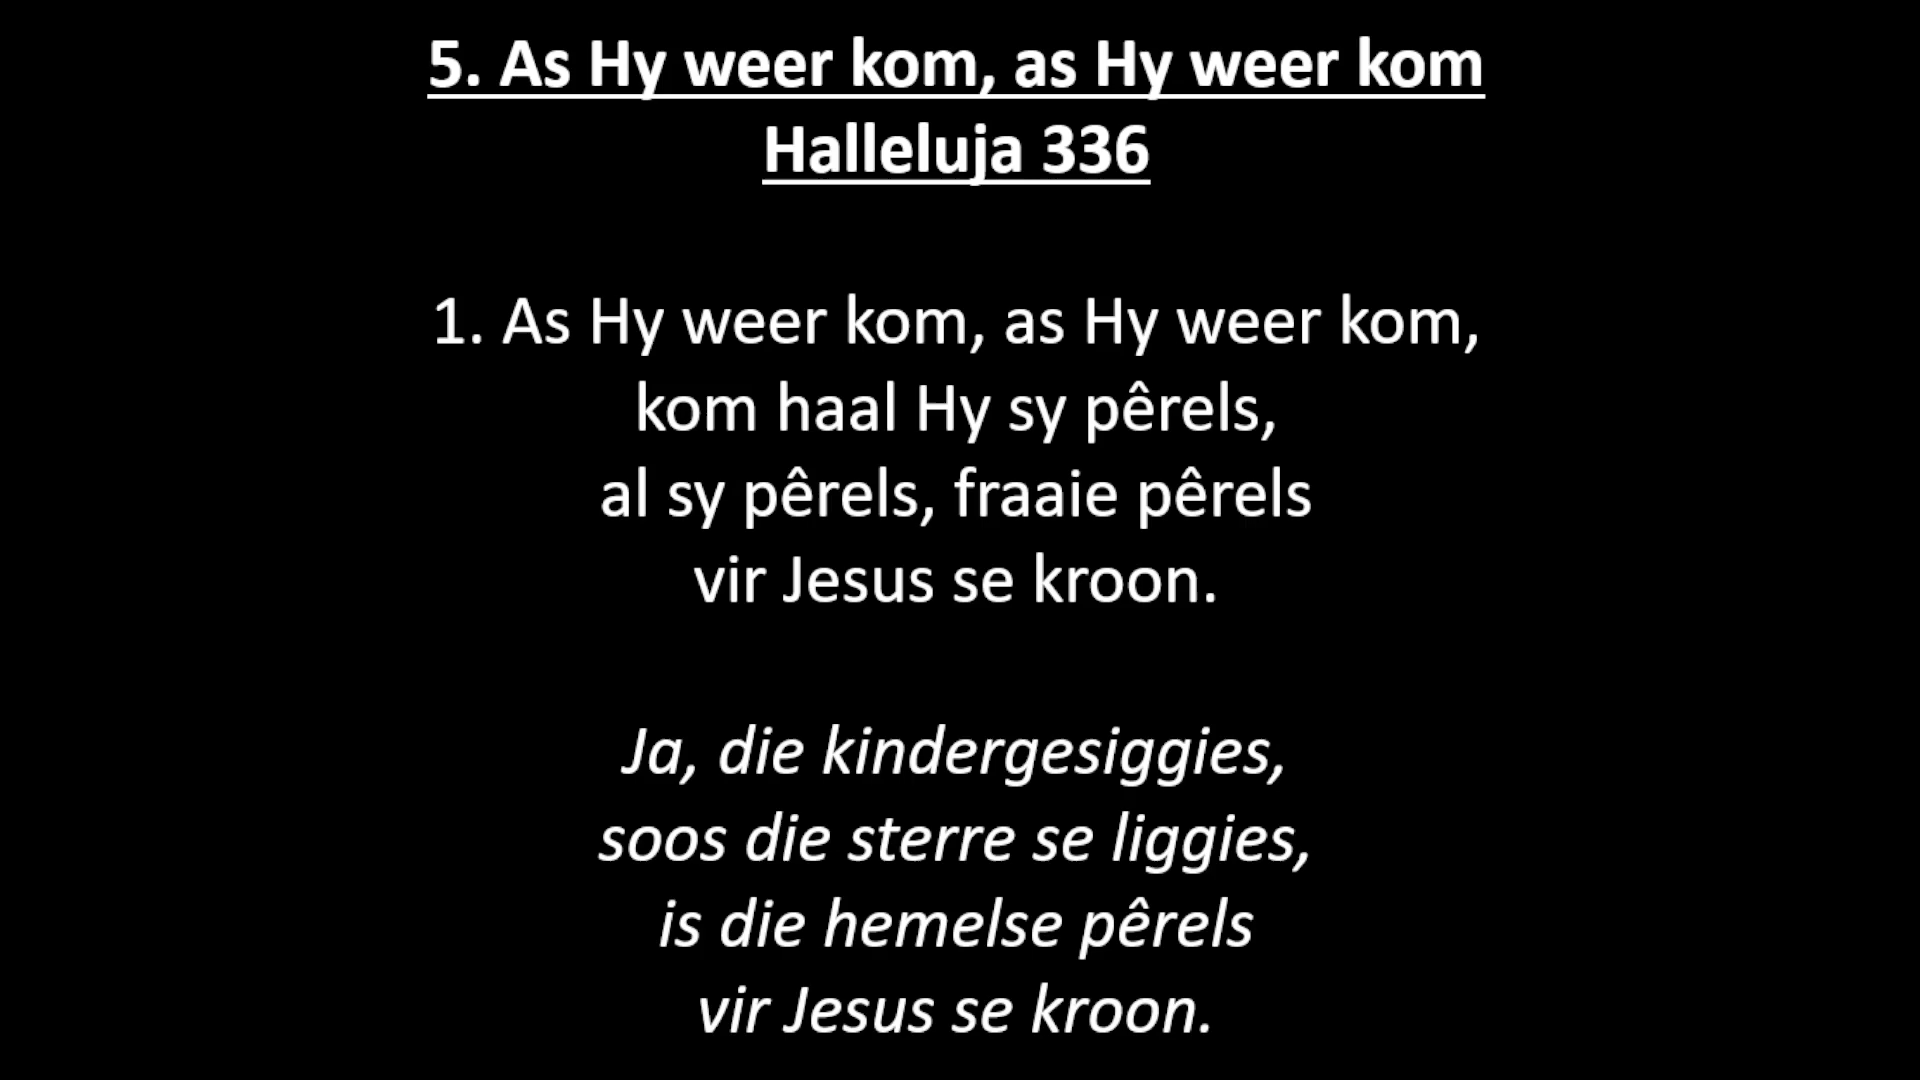 5. As Hy weer kom, as Hy weer kom
Halleluja 336
1. As Hy weer kom, as Hy weer kom,
kom haal Hy sy pêrels,
al sy pêrels, fraaie pêrels
vir Jesus se kroon.
Ja, die kindergesiggies,
soos die sterre se liggies,
is die hemelse pêrels
vir Jesus se kroon.